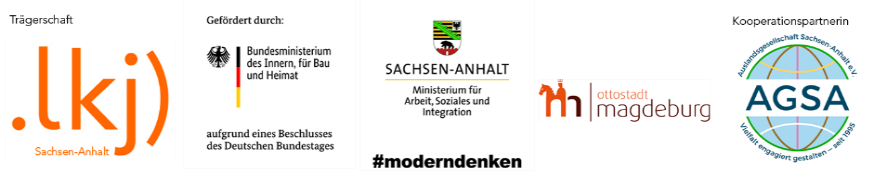 Trägerschaft
.lkj)
Sachsen-Anhalt
Gefördert durch:
Bundesministerium
des Innern, für Bau
und Heimat
aufgrund eines Beschlusses
des Deutschen Bundestages
SACHSEN-ANHALT
Ministerium für
Arbeit, Soziales und
Integration
#moderndenken
ottostadt
magdeburg
Kooperationspartnerin
Auslandsgesellschaft Sachsen-Anhalt e.V.
AGSA
Vielfalt engagiert gestalten – seit 1995